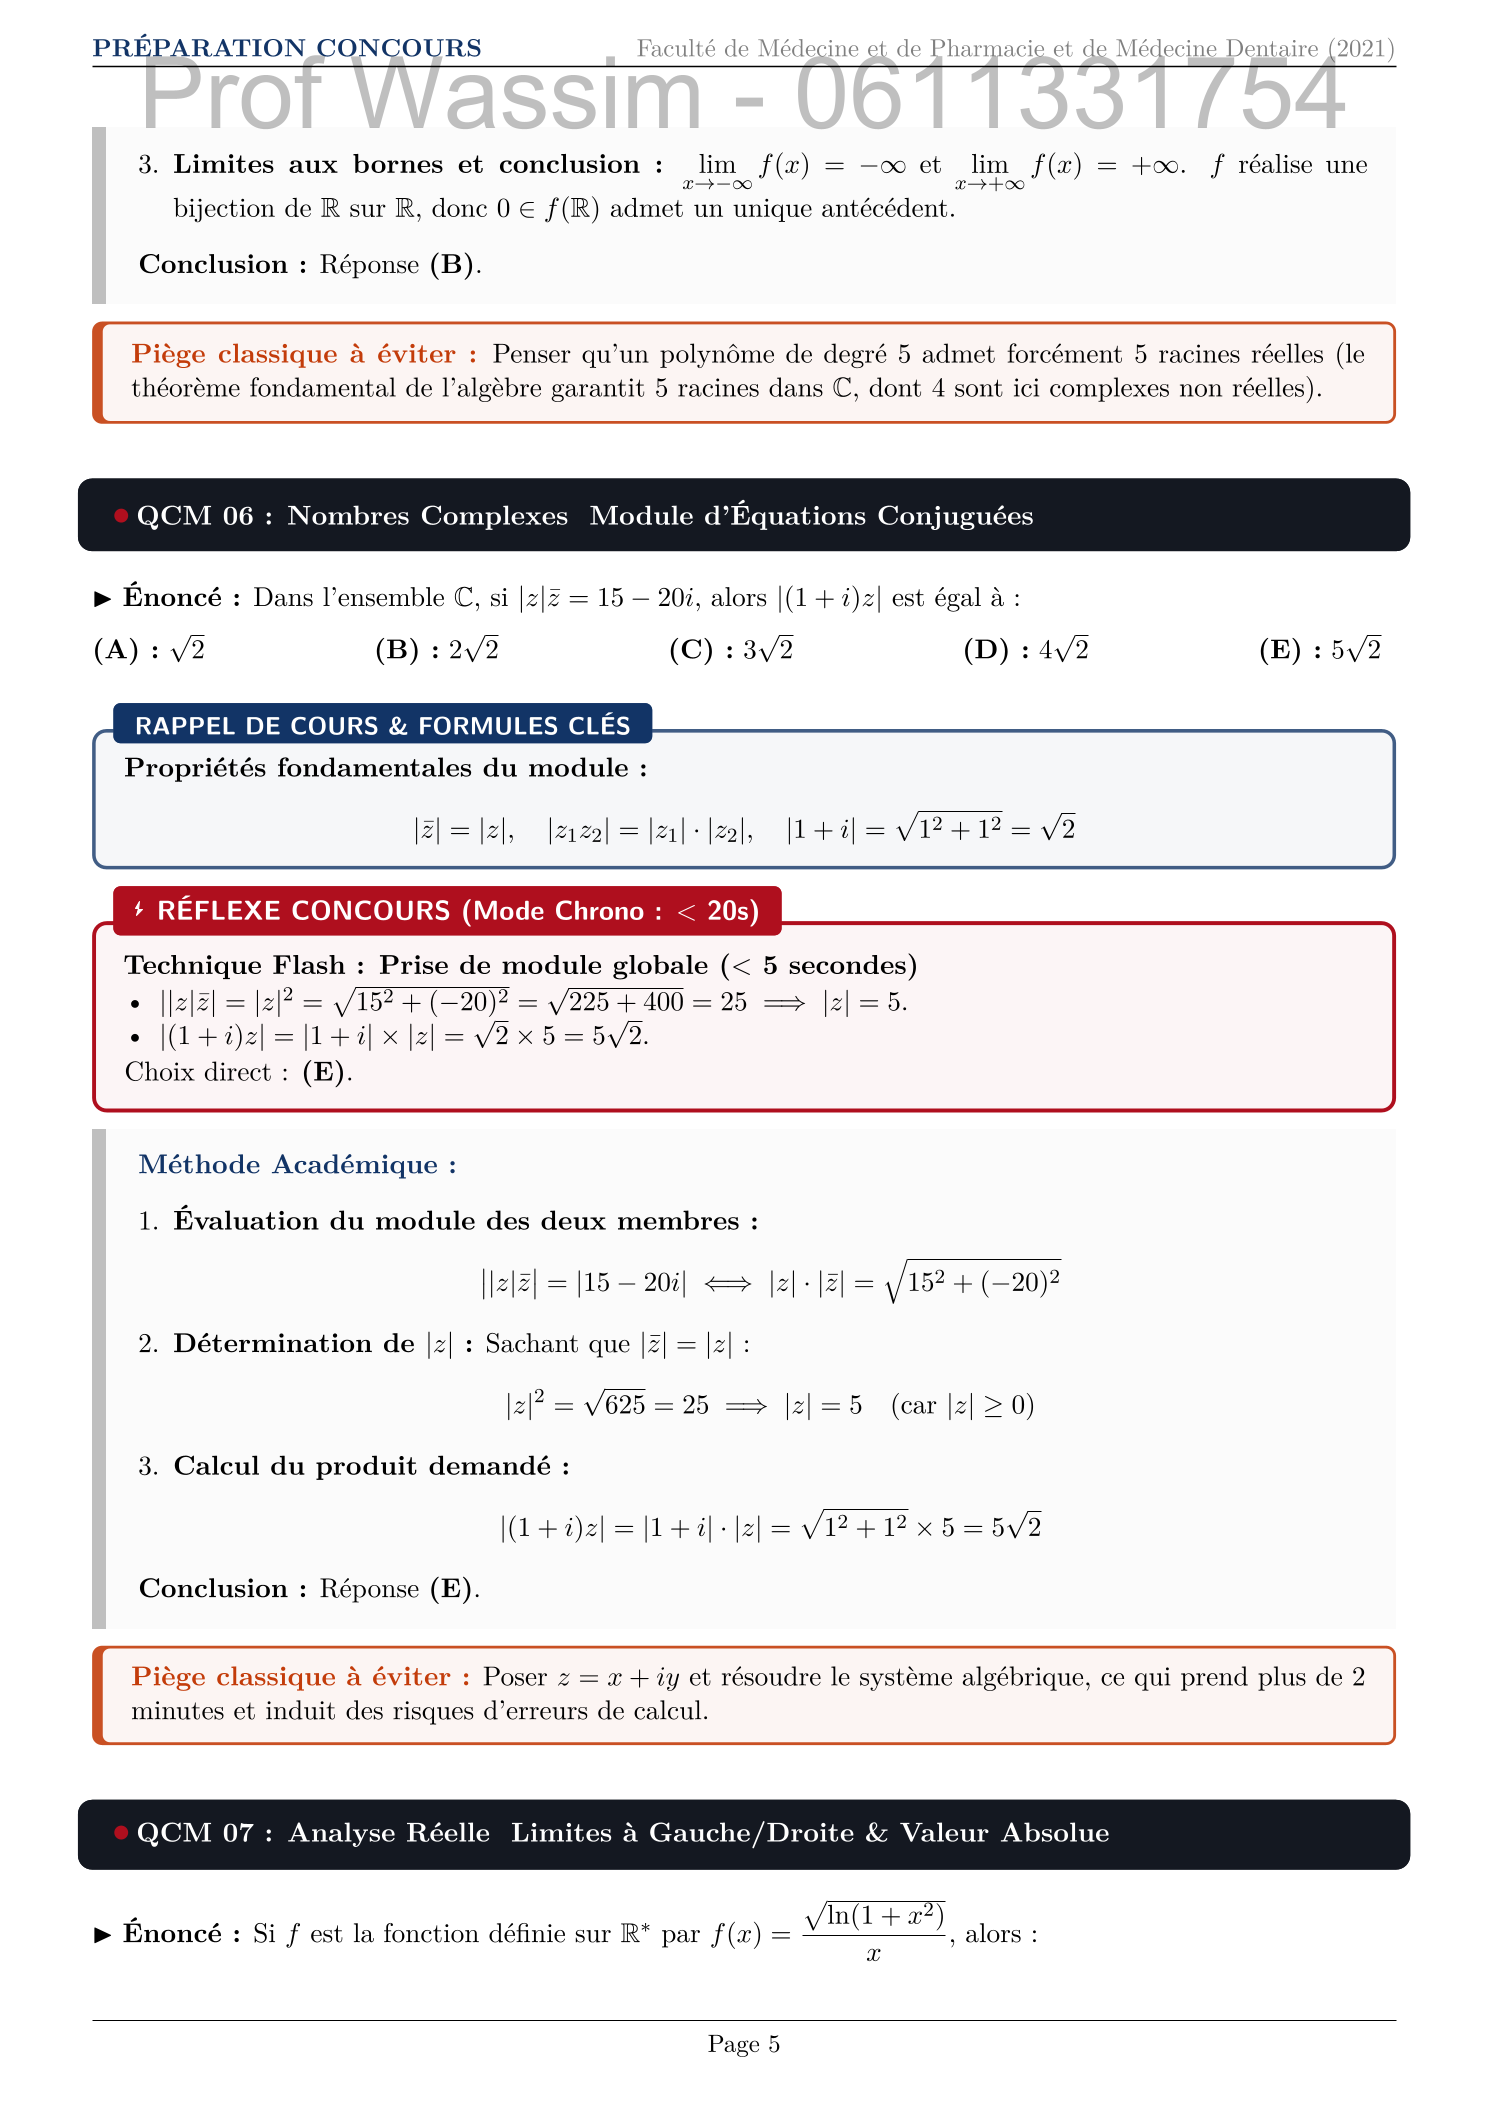 PRÉPARATION CONCOURS Faculté de Médecine et de Pharmacie et de Médecine Dentaire (2021)
Prof Wassim - 0611331754
3. Limites aux bornes et conclusion : lim_{x→−∞} f(x) = −∞ et lim_{x→+∞} f(x) = +∞. f réalise une
bijection de ℝ sur ℝ, donc 0 ∈ f(ℝ) admet un unique antécédent.
Conclusion : Réponse (B).
Piège classique à éviter : Penser qu'un polynôme de degré 5 admet forcément 5 racines réelles (le
théorème fondamental de l'algèbre garantit 5 racines dans ℂ, dont 4 sont ici complexes non réelles).
QCM 06 : Nombres Complexes Module d'Équations Conjuguées
▶ Énoncé : Dans l'ensemble ℂ, si |z|z̄ = 15 − 20i, alors |(1 + i)z| est égal à :
(A) : √2 (B) : 2√2 (C) : 3√2 (D) : 4√2 (E) : 5√2
RAPPEL DE COURS & FORMULES CLÉS
Propriétés fondamentales du module :
|z̄| = |z|, |z₁z₂| = |z₁| · |z₂|, |1 + i| = √(1² + 1²) = √2
⚡ RÉFLEXE CONCOURS (Mode Chrono : < 20s)
Technique Flash : Prise de module globale (< 5 secondes)
• ||z|z̄| = |z|² = √(15² + (−20)²) = √(225 + 400) = 25 ⟹ |z| = 5.
• |(1 + i)z| = |1 + i| × |z| = √2 × 5 = 5√2.
Choix direct : (E).
Méthode Académique :
1. Évaluation du module des deux membres :
||z|z̄| = |15 − 20i| ⟺ |z| · |z̄| = √(15² + (−20)²)
2. Détermination de |z| : Sachant que |z̄| = |z| :
|z|² = √625 = 25 ⟹ |z| = 5 (car |z| ≥ 0)
3. Calcul du produit demandé :
|(1 + i)z| = |1 + i| · |z| = √(1² + 1²) × 5 = 5√2
Conclusion : Réponse (E).
Piège classique à éviter : Poser z = x + iy et résoudre le système algébrique, ce qui prend plus de 2
minutes et induit des risques d'erreurs de calcul.
QCM 07 : Analyse Réelle Limites à Gauche/Droite & Valeur Absolue
▶ Énoncé : Si f est la fonction définie sur ℝ* par f(x) = √(ln(1 + x²)) / x, alors :
Page 5